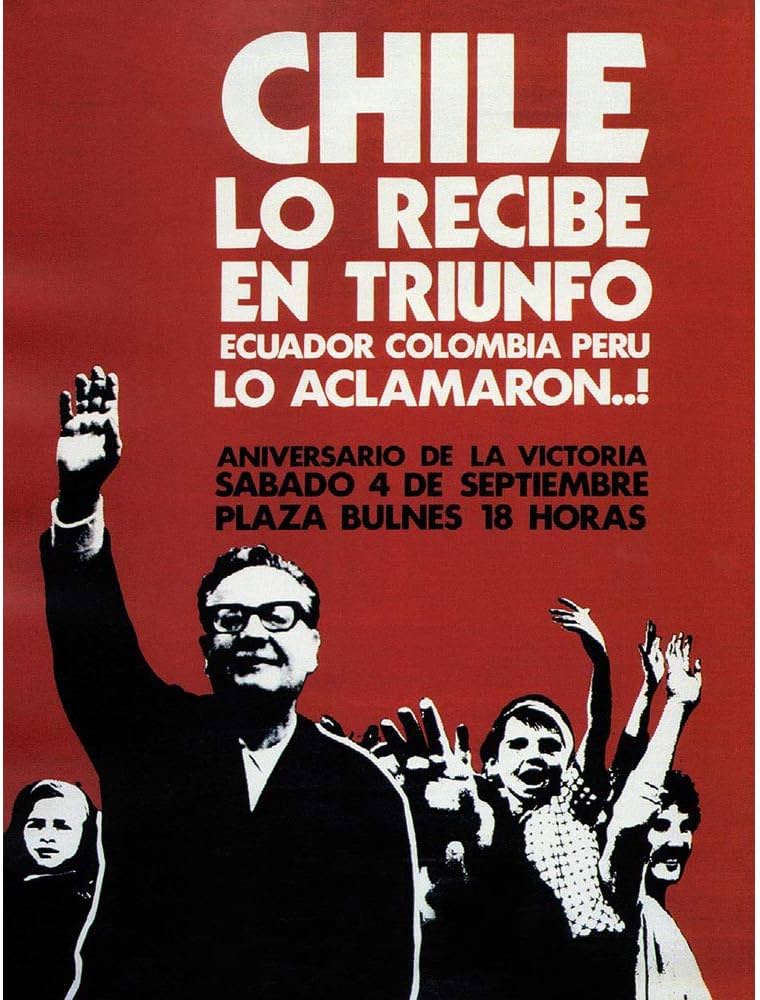 CHILE
LO RECIBE
EN TRIUNFO
ECUADOR COLOMBIA PERU
LO ACLAMARON..!
ANIVERSARIO DE LA VICTORIA
SABADO 4 DE SEPTIEMBRE
PLAZA BULNES 18 HORAS